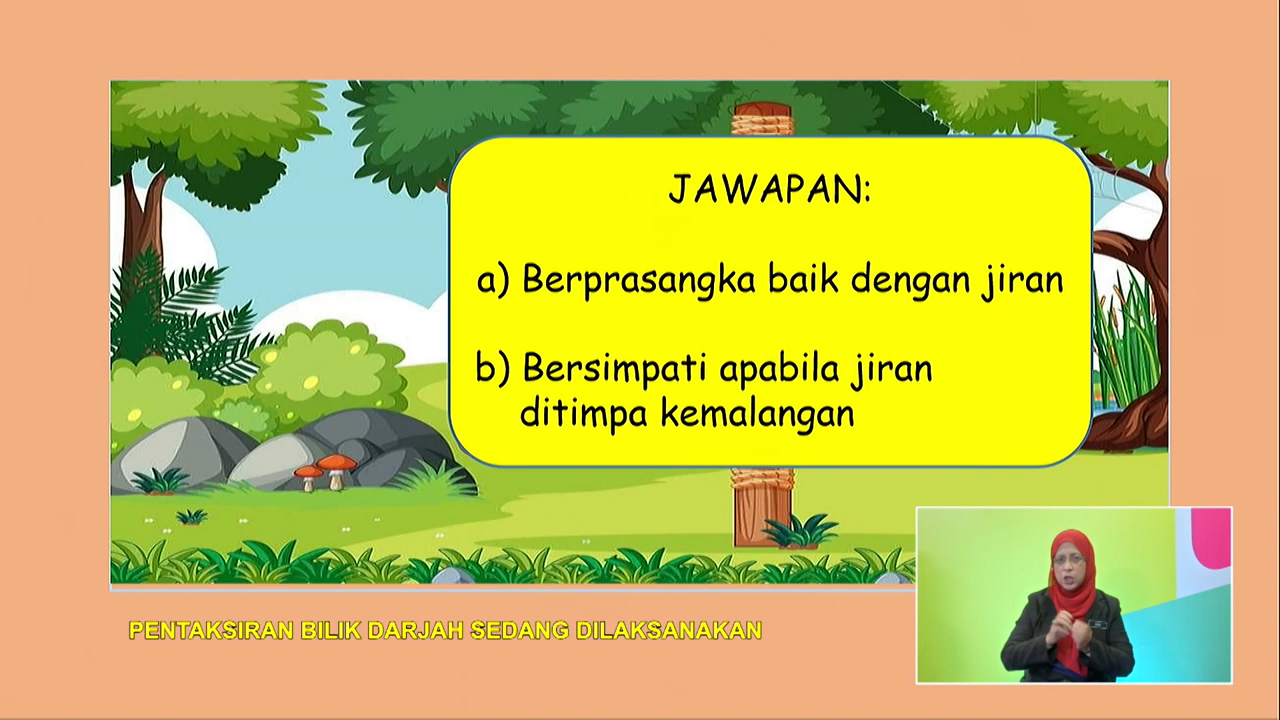 JAWAPAN:
a) Berprasangka baik dengan jiran
b) Bersimpati apabila jiran
ditimpa kemalangan
PENTAKSIRAN BILIK DARJAH SEDANG DILAKSANAKAN